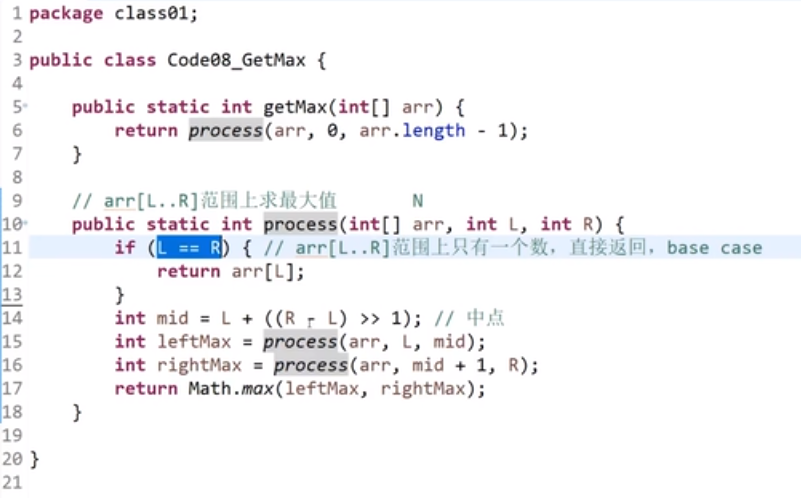 1 package class01;
2
3 public class Code08_GetMax {
4
5 public static int getMax(int[] arr) {
6 return process(arr, 0, arr.length - 1);
7 }
8
9 // arr[L..R]范围上求最大值 N
10 public static int process(int[] arr, int L, int R) {
11 if (L == R) { // arr[L..R]范围上只有一个数，直接返回，base case
12 return arr[L];
13 }
14 int mid = L + ((R - L) >> 1); // 中点
15 int leftMax = process(arr, L, mid);
16 int rightMax = process(arr, mid + 1, R);
17 return Math.max(leftMax, rightMax);
18 }
19
20 }
21